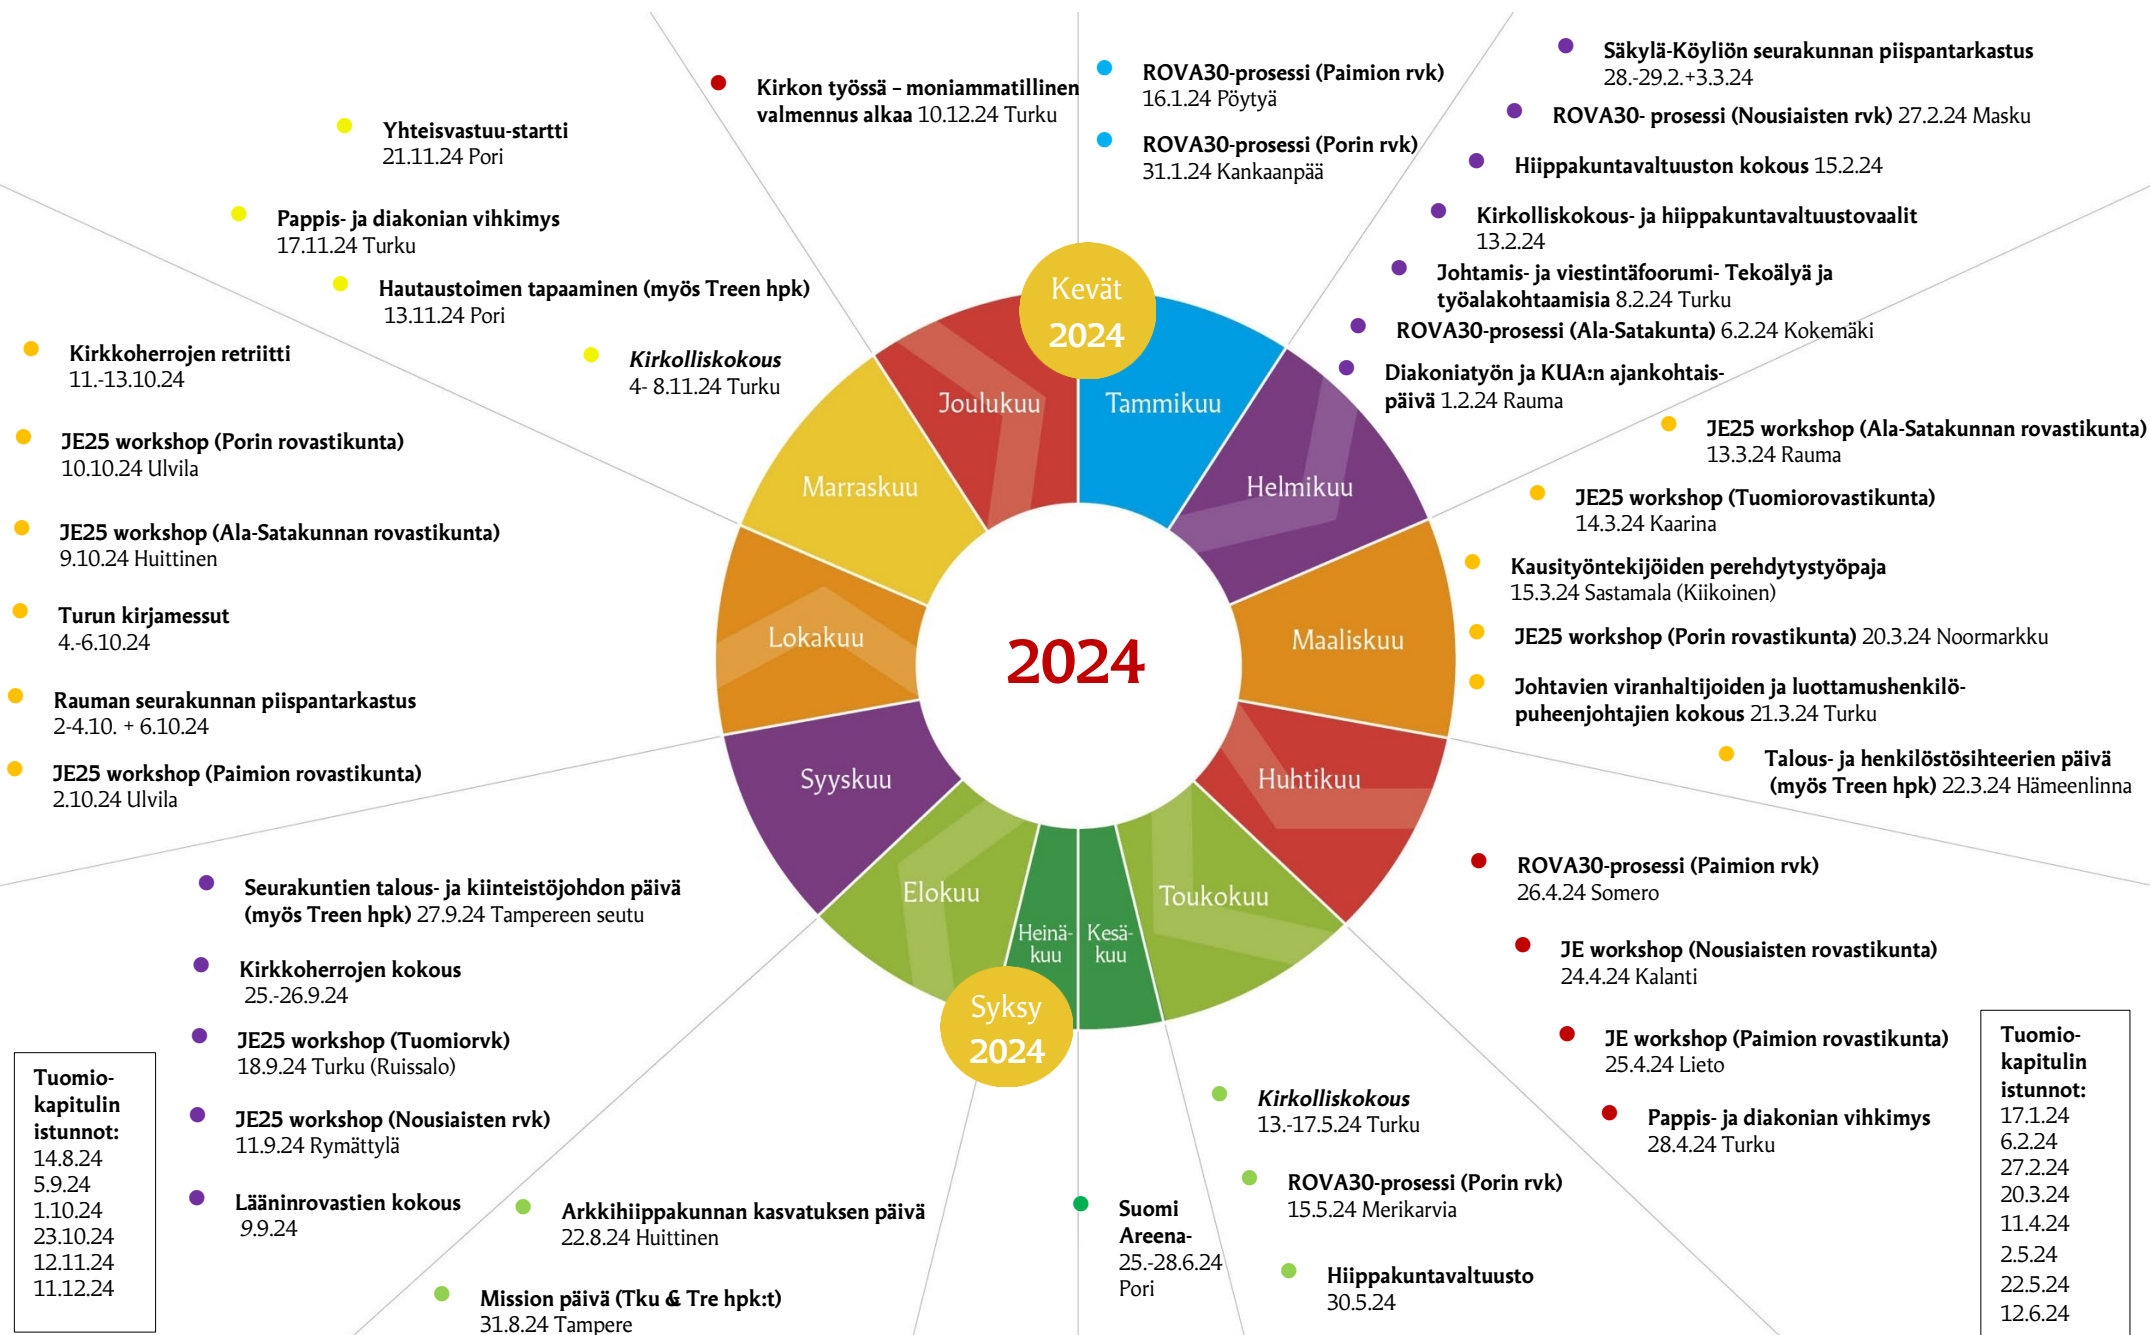 Kirkon työssä – moniammatillinen
valmennus alkaa 10.12.24 Turku
ROVA30-prosessi (Paimion rvk)
16.1.24 Pöytyä
ROVA30-prosessi (Porin rvk)
31.1.24 Kankaanpää
Säkylä-Köyliön seurakunnan piispantarkastus
28.-29.2.+3.3.24
ROVA30- prosessi (Nousiaisten rvk) 27.2.24 Masku
Hiippakuntavaltuuston kokous 15.2.24
Kirkolliskokous- ja hiippakuntavaltuustovaalit
13.2.24
Johtamis- ja viestintäfoorumi- Tekoälyä ja
työalakohtaamisia 8.2.24 Turku
ROVA30-prosessi (Ala-Satakunta) 6.2.24 Kokemäki
Diakoniatyön ja KUA:n ajankohtais-
päivä 1.2.24 Rauma
JE25 workshop (Ala-Satakunnan rovastikunta)
13.3.24 Rauma
JE25 workshop (Tuomiorovastikunta)
14.3.24 Kaarina
Kausityöntekijöiden perehdytystyöpaja
15.3.24 Sastamala (Kiikoinen)
JE25 workshop (Porin rovastikunta) 20.3.24 Noormarkku
Johtavien viranhaltijoiden ja luottamushenkilö-
puheenjohtajien kokous 21.3.24 Turku
Talous- ja henkilöstösihteerien päivä
(myös Treen hpk) 22.3.24 Hämeenlinna
ROVA30-prosessi (Paimion rvk)
26.4.24 Somero
JE workshop (Nousiaisten rovastikunta)
24.4.24 Kalanti
JE workshop (Paimion rovastikunta)
25.4.24 Lieto
Pappis- ja diakonian vihkimys
28.4.24 Turku
Tuomio-
kapitulin
istunnot:
17.1.24
6.2.24
27.2.24
20.3.24
11.4.24
2.5.24
22.5.24
12.6.24
Kirkolliskokous
13.-17.5.24 Turku
ROVA30-prosessi (Porin rvk)
15.5.24 Merikarvia
Hiippakuntavaltuusto
30.5.24
Suomi
Areena-
25.-28.6.24
Pori
Arkkihiippakunnan kasvatuksen päivä
22.8.24 Huittinen
Mission päivä (Tku & Tre hpk:t)
31.8.24 Tampere
Seurakuntien talous- ja kiinteistöjohdon päivä
(myös Treen hpk) 27.9.24 Tampereen seutu
Kirkkoherrojen kokous
25.-26.9.24
JE25 workshop (Tuomiorvk)
18.9.24 Turku (Ruissalo)
JE25 workshop (Nousiaisten rvk)
11.9.24 Rymättylä
Lääninrovastien kokous
9.9.24
Tuomio-
kapitulin
istunnot:
14.8.24
5.9.24
1.10.24
23.10.24
12.11.24
11.12.24
Kirkkoherrojen retriitti
11.-13.10.24
JE25 workshop (Porin rovastikunta)
10.10.24 Ulvila
JE25 workshop (Ala-Satakunnan rovastikunta)
9.10.24 Huittinen
Turun kirjamessut
4.-6.10.24
Rauman seurakunnan piispantarkastus
2-4.10. + 6.10.24
JE25 workshop (Paimion rovastikunta)
2.10.24 Ulvila
Yhteisvastuu-startti
21.11.24 Pori
Pappis- ja diakonian vihkimys
17.11.24 Turku
Hautaustoimen tapaaminen (myös Treen hpk)
13.11.24 Pori
Kirkolliskokous
4- 8.11.24 Turku
Kevät
2024
Tammikuu
Helmikuu
Maaliskuu
Huhtikuu
Toukokuu
Kesä-
kuu
Heinä-
kuu
Syksy
2024
Elokuu
Syyskuu
Lokakuu
Marraskuu
Joulukuu
2024